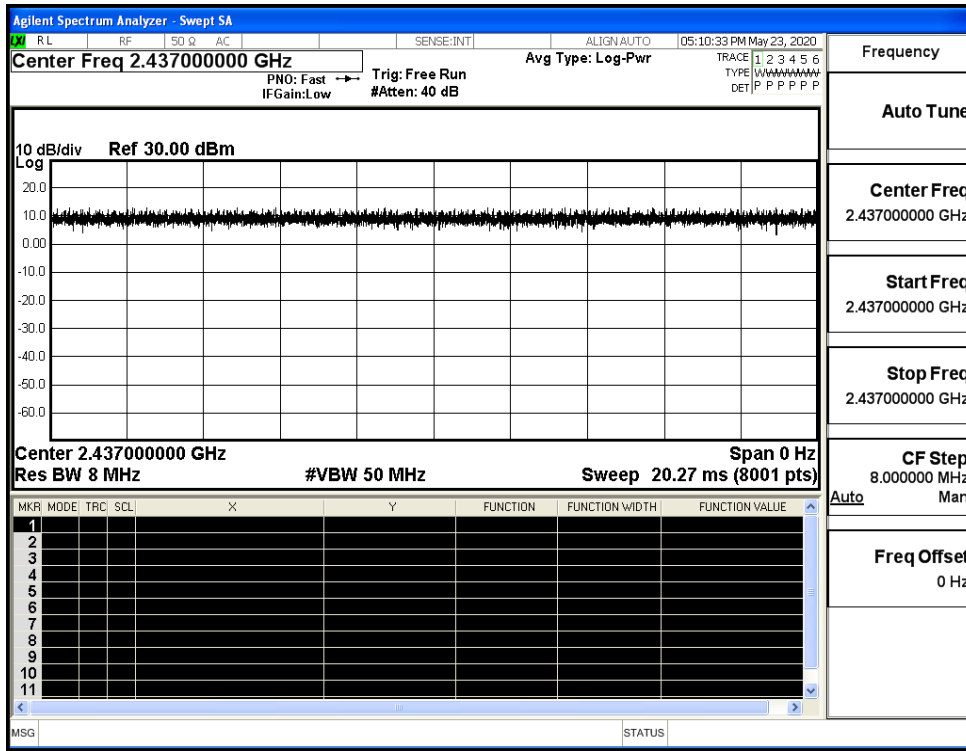 Agilent Spectrum Analyzer - Swept SA
LXI RL RF 50 Ω AC SENSE:INT ALIGN AUTO 05:10:33 PM May 23, 2020
Center Freq 2.437000000 GHz
PNO: Fast
IFGain:Low
Trig: Free Run
#Atten: 40 dB
Avg Type: Log-Pwr
TRACE 1 2 3 4 5 6
TYPE WWWWWWWW
DET P P P P P P
10 dB/div Ref 30.00 dBm
Log
20.0
10.0
0.00
-10.0
-20.0
-30.0
-40.0
-50.0
-60.0
Center 2.437000000 GHz Span 0 Hz
Res BW 8 MHz #VBW 50 MHz Sweep 20.27 ms (8001 pts)
MKR MODE TRC SCL X Y FUNCTION FUNCTION WIDTH FUNCTION VALUE
1
2
3
4
5
6
7
8
9
10
11
MSG STATUS
Frequency
Auto Tune
Center Freq
2.437000000 GHz
Start Freq
2.437000000 GHz
Stop Freq
2.437000000 GHz
CF Step
8.000000 MHz
Auto Man
Freq Offset
0 Hz